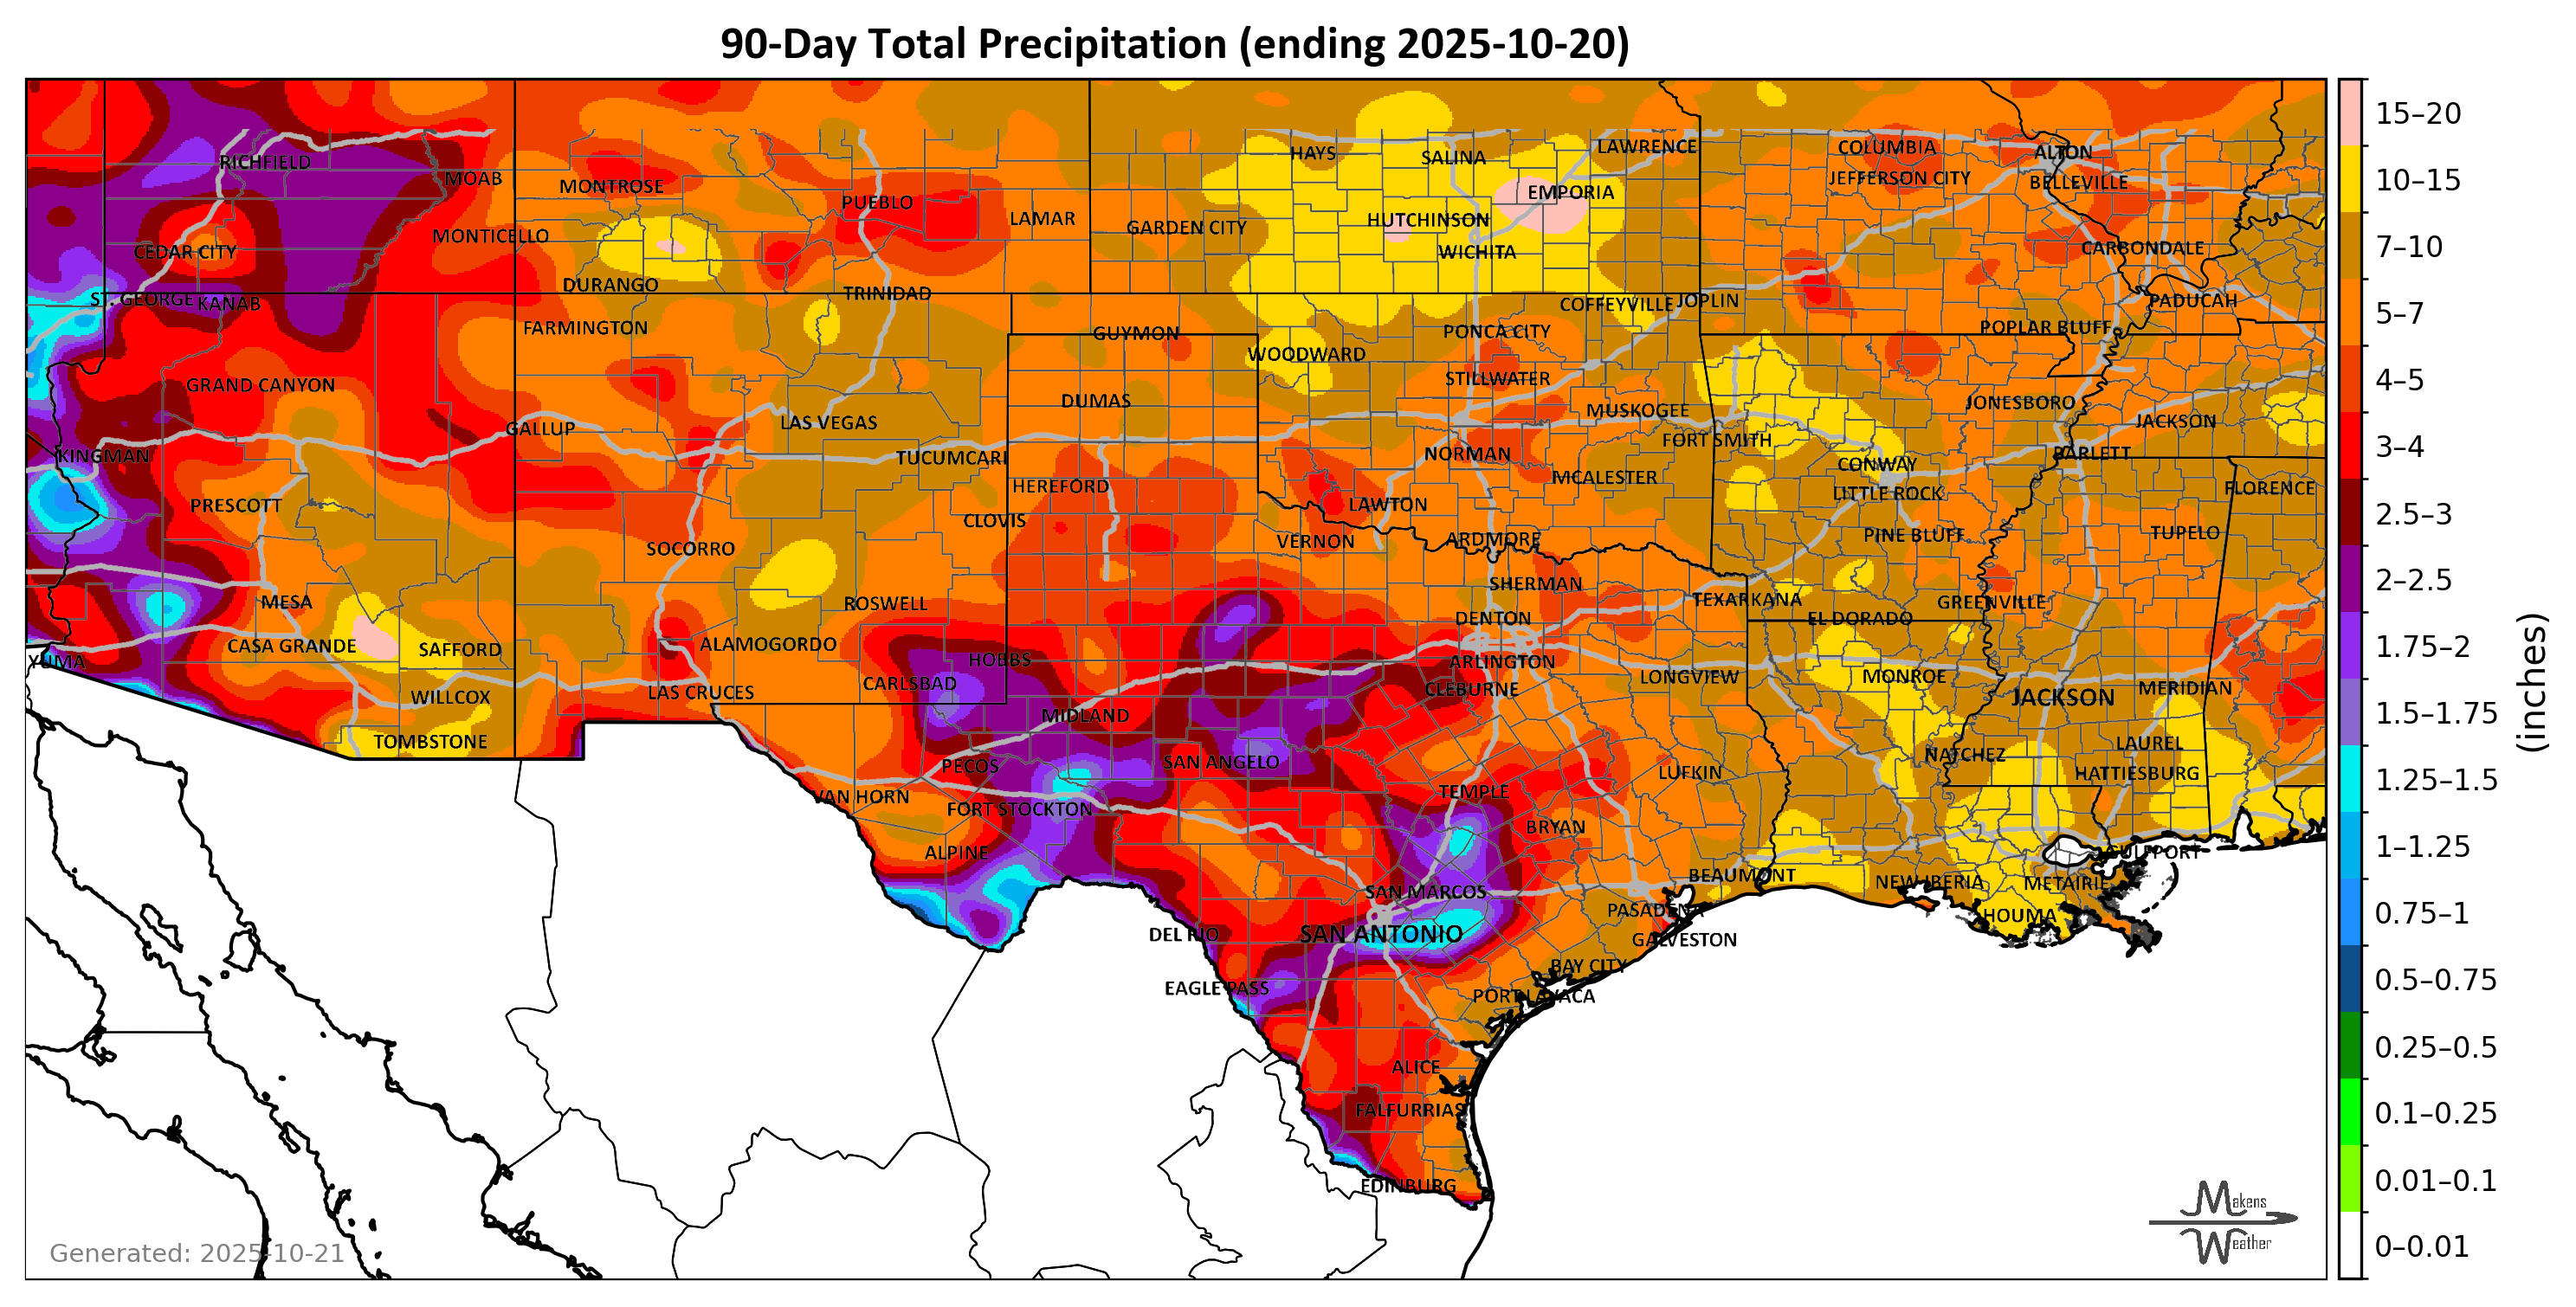 90-Day Total Precipitation (ending 2025-10-20)
RICHFIELD
MOAB
MONTROSE
PUEBLO
LAMAR
HAYS
SALINA
LAWRENCE
COLUMBIA
ALTON
JEFFERSON CITY
BELLEVILLE
EMPORIA
HUTCHINSON
GARDEN CITY
WICHITA
CEDAR CITY
MONTICELLO
CARBONDALE
DURANGO
TRINIDAD
ST. GEORGE
KANAB
COFFEYVILLE
JOPLIN
PADUCAH
FARMINGTON
GUYMON
PONCA CITY
POPLAR BLUFF
WOODWARD
STILLWATER
GRAND CANYON
DUMAS
MUSKOGEE
JONESBORO
JACKSON
GALLUP
LAS VEGAS
FORT SMITH
KINGMAN
TUCUMCARI
NORMAN
BARTLETT
CONWAY
MCALESTER
HEREFORD
LITTLE ROCK
FLORENCE
PRESCOTT
LAWTON
CLOVIS
SOCORRO
VERNON
ARDMORE
PINE BLUFF
TUPELO
SHERMAN
MESA
ROSWELL
TEXARKANA
GREENVILLE
DENTON
EL DORADO
CASA GRANDE
SAFFORD
ALAMOGORDO
YUMA
HOBBS
ARLINGTON
LONGVIEW
MONROE
WILLCOX
LAS CRUCES
CARLSBAD
CLEBURNE
JACKSON
MERIDIAN
MIDLAND
TOMBSTONE
PECOS
SAN ANGELO
NATCHEZ
LAUREL
LUFKIN
HATTIESBURG
VAN HORN
FORT STOCKTON
TEMPLE
BRYAN
ALPINE
GULFPORT
SAN MARCOS
BEAUMONT
NEW IBERIA
METAIRIE
PASADENA
HOUMA
DEL RIO
SAN ANTONIO
GALVESTON
BAY CITY
EAGLE PASS
PORT LAVACA
ALICE
FALFURRIAS
EDINBURG
15–20
10–15
7–10
5–7
4–5
3–4
2.5–3
2–2.5
1.75–2
1.5–1.75
1.25–1.5
1–1.25
0.75–1
0.5–0.75
0.25–0.5
0.1–0.25
0.01–0.1
0–0.01
(inches)
Generated: 2025-10-21
Makens
Weather